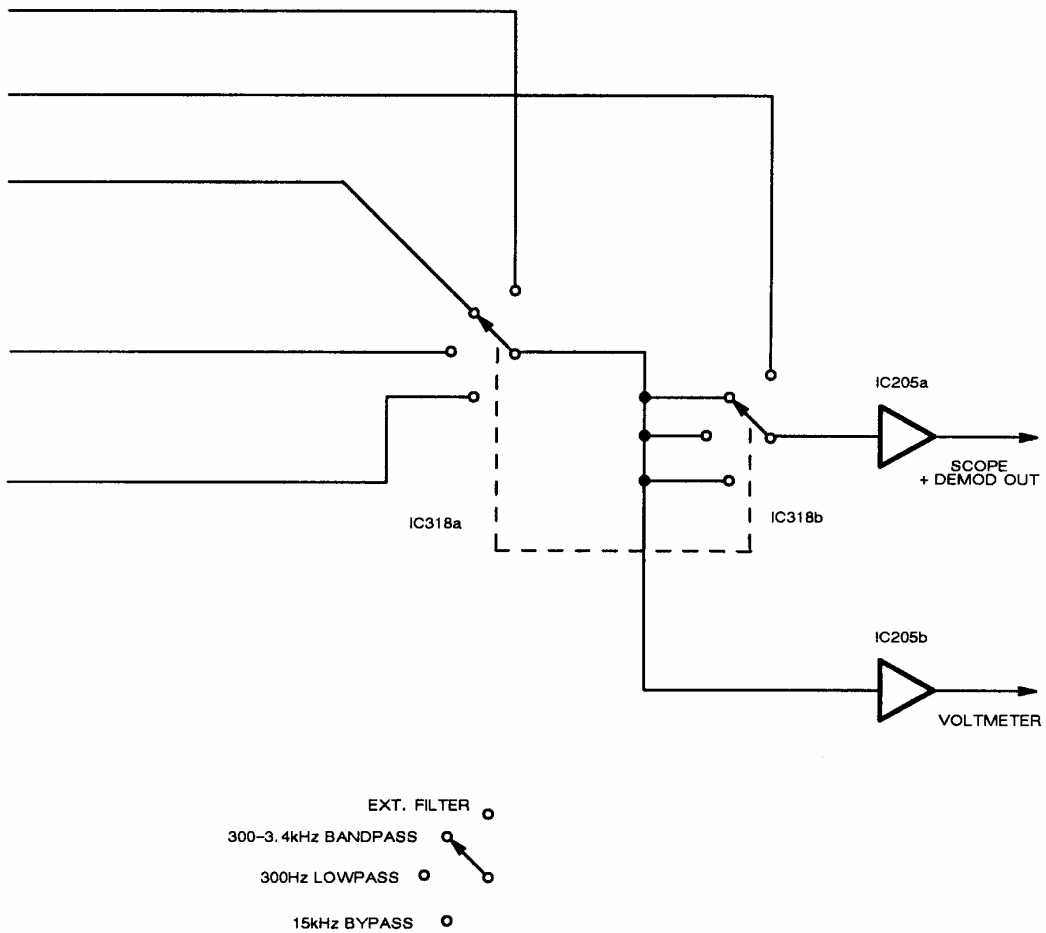 IC205a
SCOPE
+ DEMOD OUT
IC318a
IC318b
IC205b
VOLTMETER
EXT. FILTER
300-3.4kHz BANDPASS
300Hz LOWPASS
15kHz BYPASS